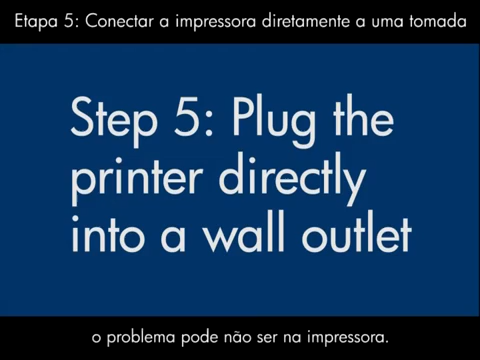 Etapa 5: Conectar a impressora diretamente a uma tomada
Step 5: Plug the
printer directly
into a wall outlet
o problema pode não ser na impressora.